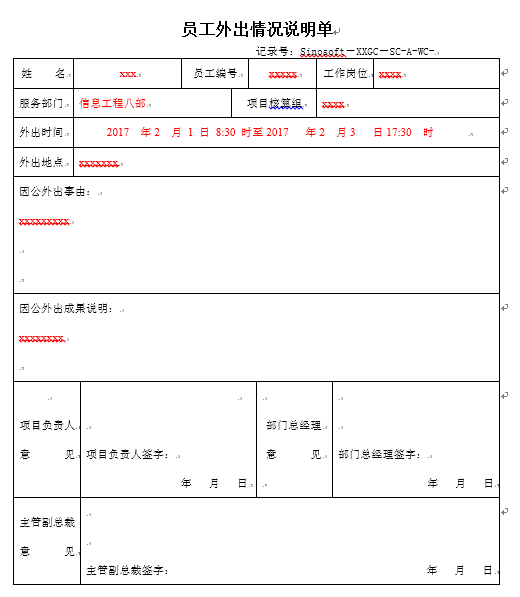 员工外出情况说明单
记录号：Sinosoft－XXGC－SC-A-WC-
姓 名 xxx 员工编号 xxxxx 工作岗位 xxxx
服务部门 信息工程八部 项目核算组 xxxx
外出时间 2017 年2 月 1 日 8:30 时至2017 年2 月3 日17:30 时
外出地点 xxxxxxx
因公外出事由：
xxxxxxxxx
因公外出成果说明：
xxxxxxxx
项目负责人 部门总经理
意 见 项目负责人签字： 意 见 部门总经理签字：
年 月 日 年 月 日
主管副总裁
意 见
主管副总裁签字： 年 月 日